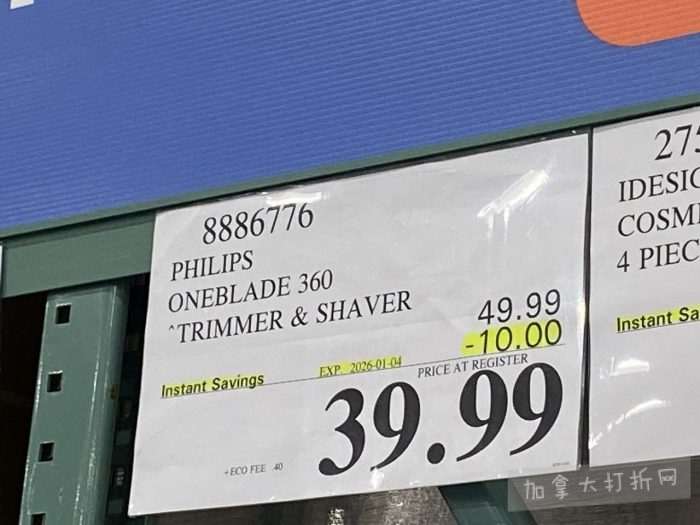 8886776
PHILIPS
ONEBLADE 360
^TRIMMER & SHAVER
49.99
-10.00
Instant Savings
EXP. 2026-01-04
PRICE AT REGISTER
39.99
+ECO FEE .40
275
IDESIG
COSM
4 PIEC
Instant Sa
加拿大打折网